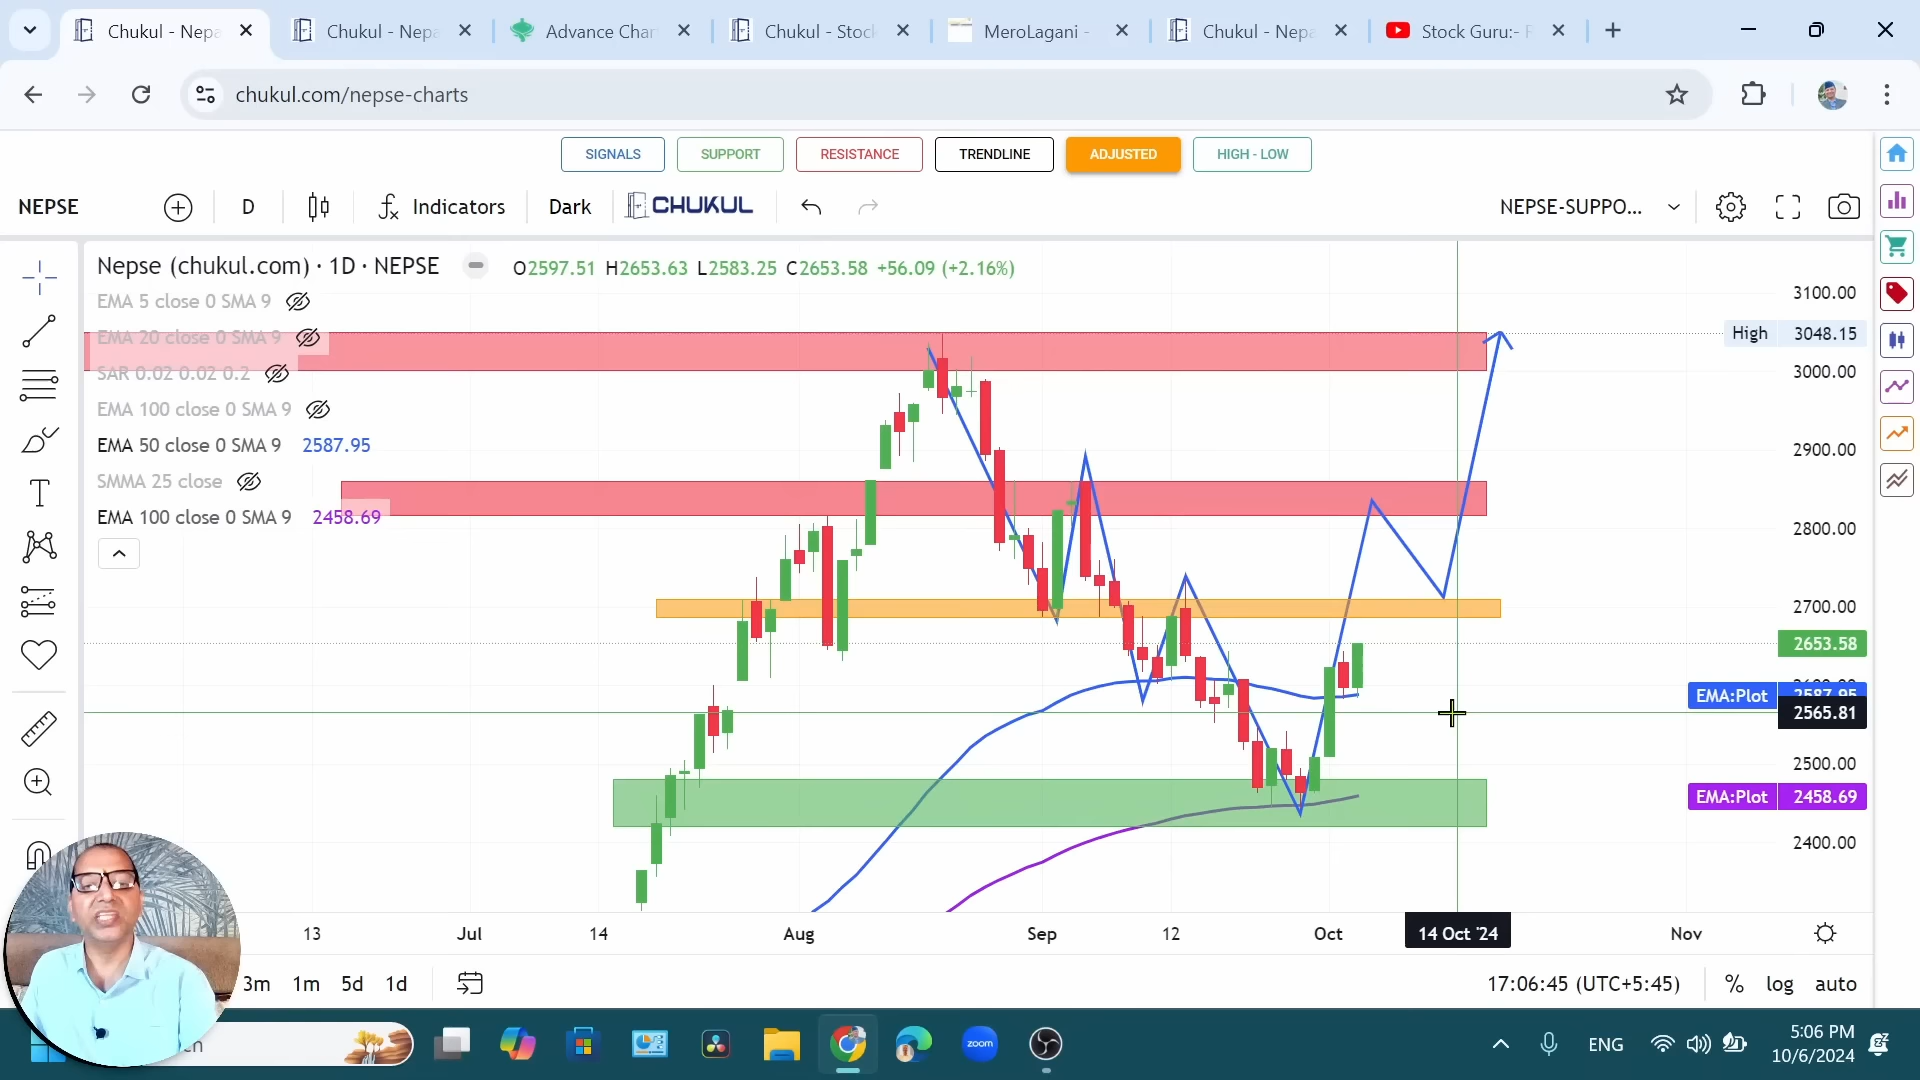 Chukul - Nepa
Chukul - Nepa
Advance Char
Chukul - Stock
MeroLagani -
Chukul - Nepa
Stock Guru:-
chukul.com/nepse-charts
SIGNALS
SUPPORT
RESISTANCE
TRENDLINE
ADJUSTED
HIGH - LOW
NEPSE
D
Indicators
Dark
CHUKUL
NEPSE-SUPPO...
Nepse (chukul.com) · 1D · NEPSE
O2597.51 H2653.63 L2583.25 C2653.58 +56.09 (+2.16%)
EMA 5 close 0 SMA 9
EMA 20 close 0 SMA 9
SAR 0.02 0.02 0.2
EMA 100 close 0 SMA 9
EMA 50 close 0 SMA 9 2587.95
SMMA 25 close
EMA 100 close 0 SMA 9 2458.69
3100.00
High 3048.15
3000.00
2900.00
2800.00
2700.00
2653.58
EMA:Plot 2587.95
2565.81
2500.00
EMA:Plot 2458.69
2400.00
13
Jul
14
Aug
Sep
12
Oct
14 Oct '24
Nov
3m 1m 5d 1d
17:06:45 (UTC+5:45)
% log auto
zoom
ENG
5:06 PM
10/6/2024